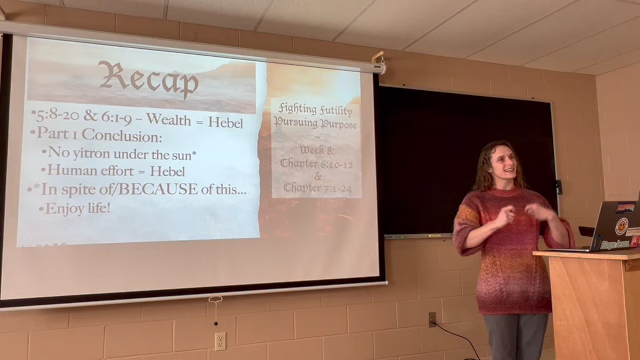 Recap
•5:8-20 & 6:1-9 – Wealth = Hebel
•Part 1 Conclusion:
•No yitron under the sun*
•Human effort = Hebel
•*In spite of/BECAUSE of this...
•Enjoy life!
Fighting Futility
Pursuing Purpose
~
Week 8:
Chapter 6:10-12
&
Chapter 7:1-24